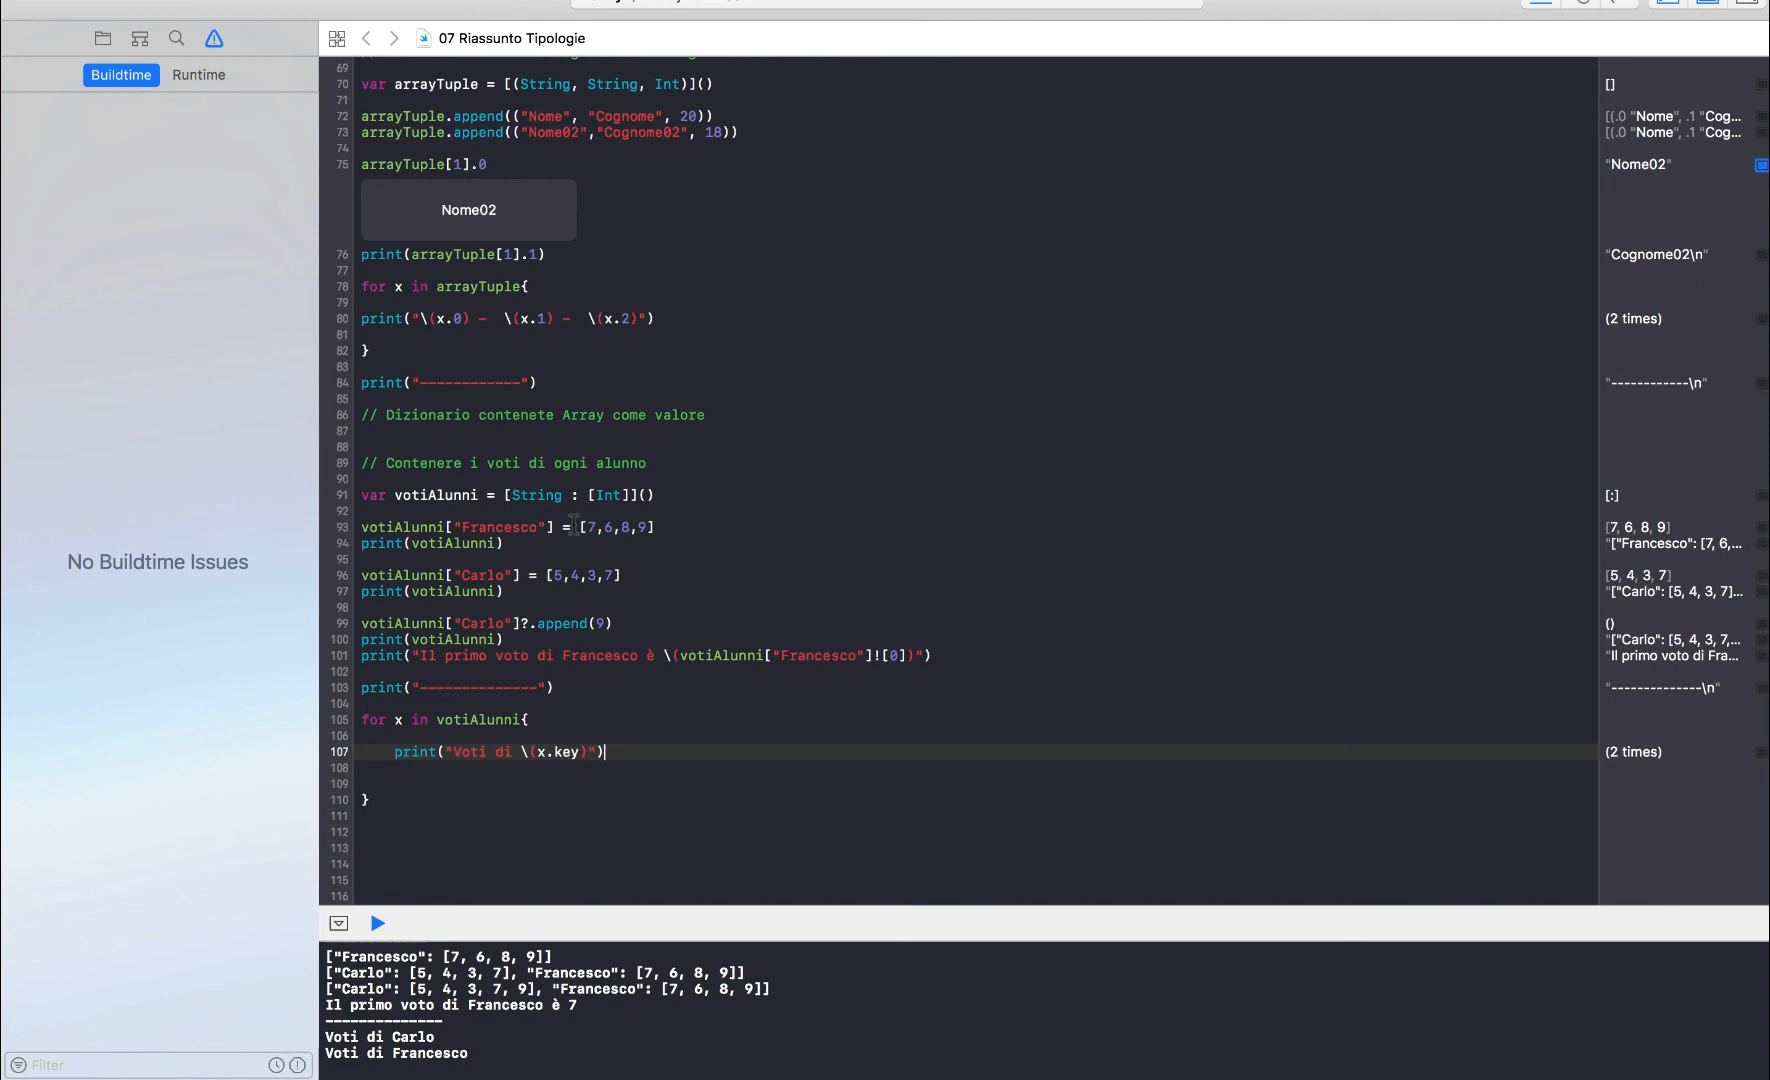 07 Riassunto Tipologie
Buildtime Runtime
69
70 var arrayTuple = [(String, String, Int)]() []
71
72 arrayTuple.append(("Nome", "Cognome", 20)) [(.0 "Nome", .1 "Cog...
73 arrayTuple.append(("Nome02","Cognome02", 18)) [(.0 "Nome", .1 "Cog...
74
75 arrayTuple[1].0 "Nome02"
Nome02
76 print(arrayTuple[1].1) "Cognome02\n"
77
78 for x in arrayTuple{
79
80 print("\(x.0) -  \(x.1) -  \(x.2)") (2 times)
81
82 }
83
84 print("------------") "------------\n"
85
86 // Dizionario contenete Array come valore
87
88
89 // Contenere i voti di ogni alunno
90
91 var votiAlunni = [String : [Int]]() [:]
92
93 votiAlunni["Francesco"] = [7,6,8,9] [7, 6, 8, 9]
94 print(votiAlunni) "["Francesco": [7, 6,...
95
96 votiAlunni["Carlo"] = [5,4,3,7] [5, 4, 3, 7]
97 print(votiAlunni) "["Carlo": [5, 4, 3, 7]...
98
99 votiAlunni["Carlo"]?.append(9) ()
100 print(votiAlunni) "["Carlo": [5, 4, 3, 7,...
101 print("Il primo voto di Francesco è \(votiAlunni["Francesco"]![0])") "Il primo voto di Fra...
102
103 print("--------------") "--------------\n"
104
105 for x in votiAlunni{
106
107 print("Voti di \(x.key)") (2 times)
108
109
110 }
111
112
113
114
115
116
No Buildtime Issues
["Francesco": [7, 6, 8, 9]]
["Carlo": [5, 4, 3, 7], "Francesco": [7, 6, 8, 9]]
["Carlo": [5, 4, 3, 7, 9], "Francesco": [7, 6, 8, 9]]
Il primo voto di Francesco è 7
--------------
Voti di Carlo
Voti di Francesco
Filter